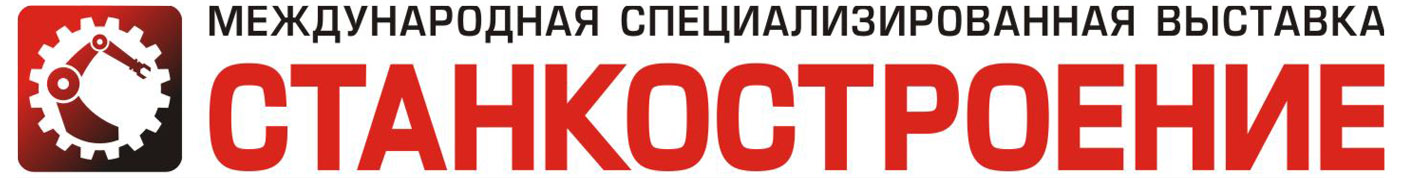 МЕЖДУНАРОДНАЯ СПЕЦИАЛИЗИРОВАННАЯ ВЫСТАВКА
СТАНКОСТРОЕНИЕ